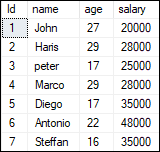 Id name age salary
1 John 27 20000
2 Haris 29 28000
3 peter 17 25000
4 Marco 29 28000
5 Diego 17 35000
6 Antonio 22 48000
7 Steffan 16 35000